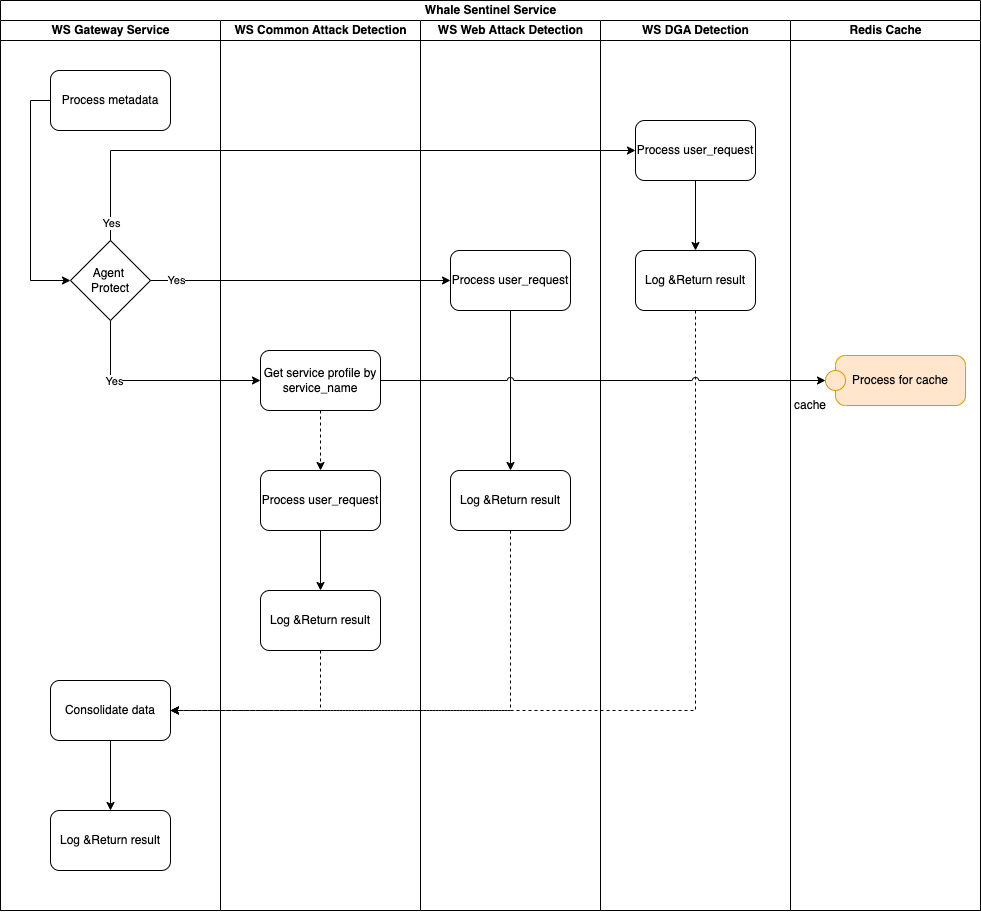 Whale Sentinel Service
WS Gateway Service
WS Common Attack Detection
WS Web Attack Detection
WS DGA Detection
Redis Cache
Process metadata
Process user_request
Yes
Agent
Protect
Yes
Process user_request
Log &Return result
Yes
Get service profile by
service_name
Process for cache
cache
Process user_request
Log &Return result
Log &Return result
Consolidate data
Log &Return result